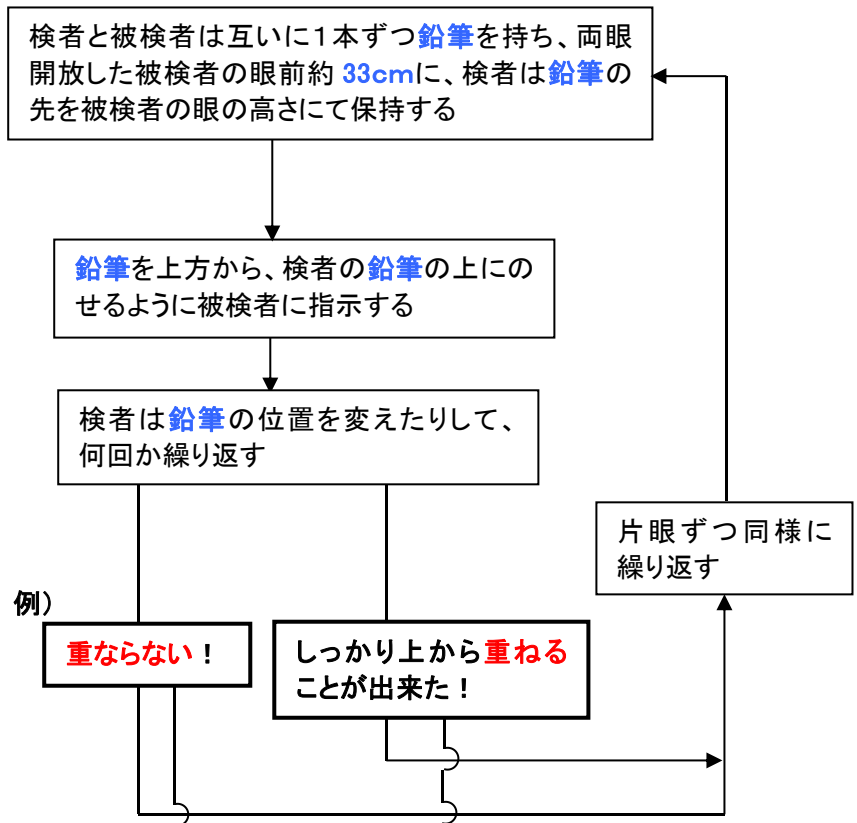 検者と被検者は互いに1本ずつ鉛筆を持ち、両眼
開放した被検者の眼前約 33cmに、検者は鉛筆の
先を被検者の眼の高さにて保持する
鉛筆を上方から、検者の鉛筆の上にの
せるように被検者に指示する
検者は鉛筆の位置を変えたりして、
何回か繰り返す
片眼ずつ同様に
繰り返す
例)
重ならない!
しっかり上から重ねる
ことが出来た!